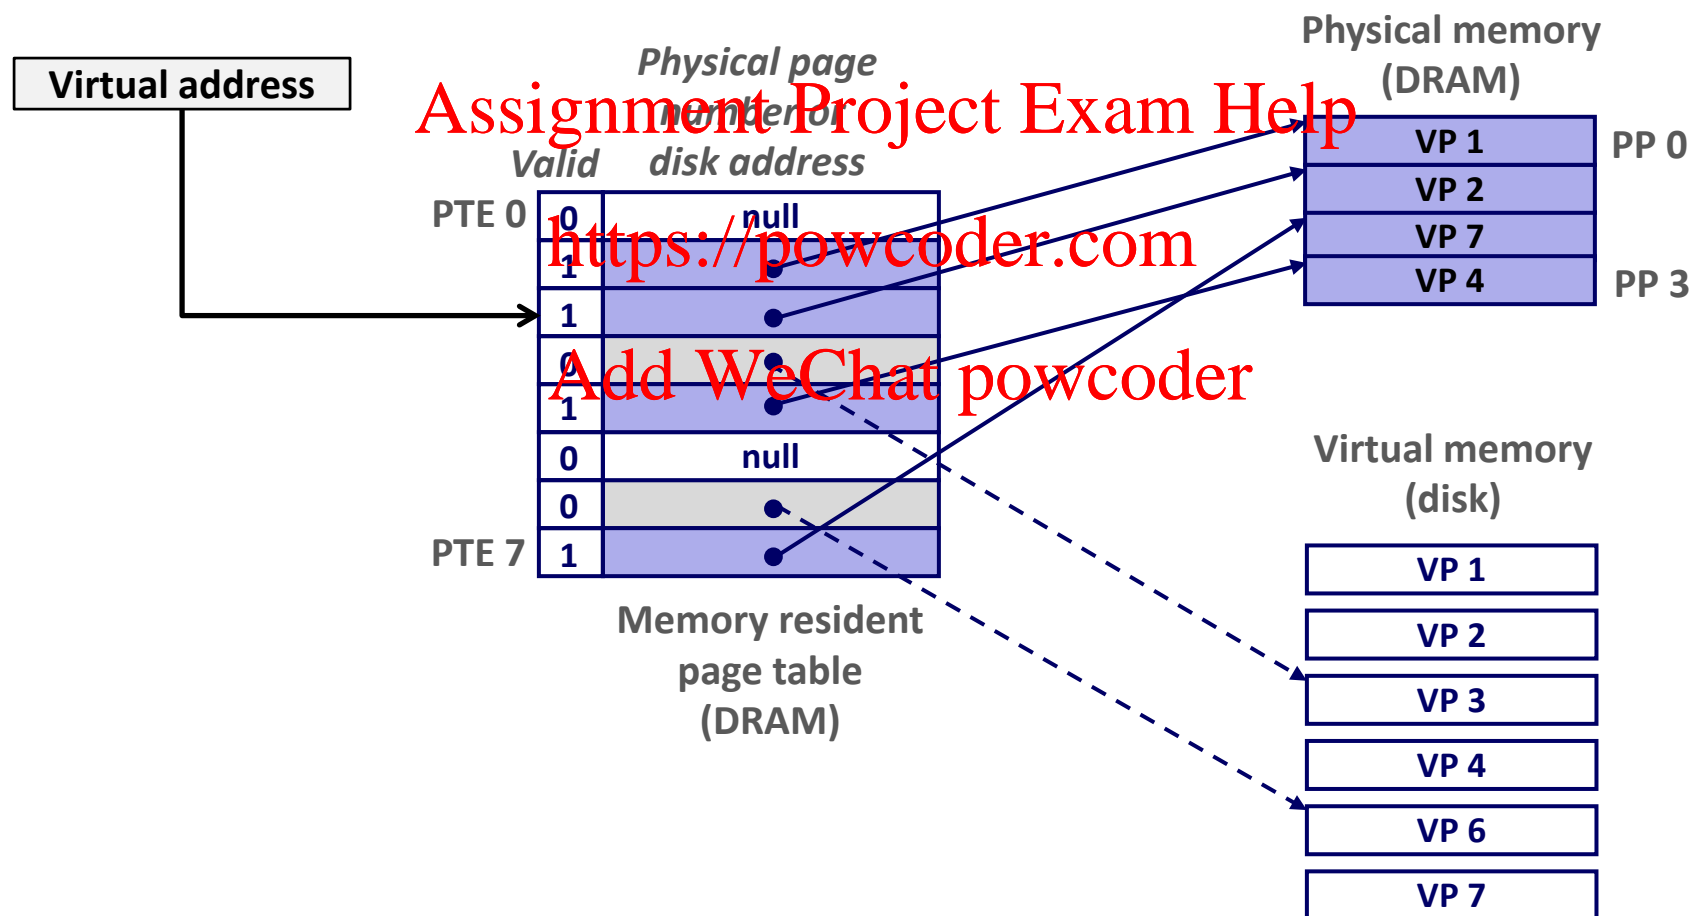 Physical memory
(DRAM)
Virtual address
Physical page
number or
disk address
Valid
Assignment Project Exam Help
VP 1
PP 0
VP 2
VP 7
VP 4
PP 3
PTE 0
0
null
https://powcoder.com
1
1
0
Add WeChat powcoder
1
0
null
0
PTE 7
1
Memory resident
page table
(DRAM)
Virtual memory
(disk)
VP 1
VP 2
VP 3
VP 4
VP 6
VP 7